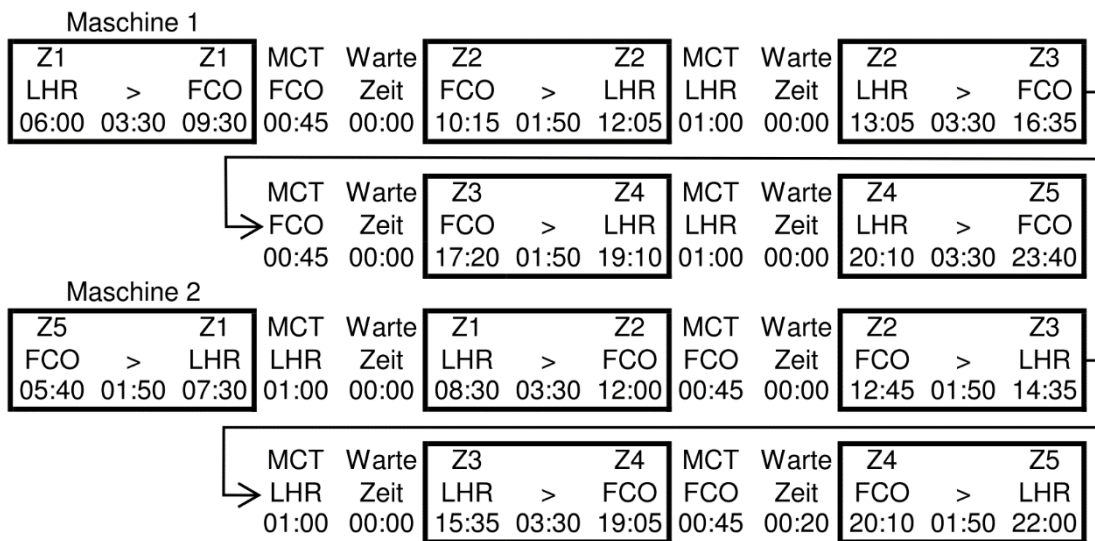 Maschine 1
Z1 Z1 MCT Warte Z2 Z2 MCT Warte Z2 Z3
LHR > FCO FCO Zeit FCO > LHR LHR Zeit LHR > FCO
06:00 03:30 09:30 00:45 00:00 10:15 01:50 12:05 01:00 00:00 13:05 03:30 16:35
MCT Warte Z3 Z4 MCT Warte Z4 Z5
FCO Zeit FCO > LHR LHR Zeit LHR > FCO
00:45 00:00 17:20 01:50 19:10 01:00 00:00 20:10 03:30 23:40
Maschine 2
Z5 Z1 MCT Warte Z1 Z2 MCT Warte Z2 Z3
FCO > LHR LHR Zeit LHR > FCO FCO Zeit FCO > LHR
05:40 01:50 07:30 01:00 00:00 08:30 03:30 12:00 00:45 00:00 12:45 01:50 14:35
MCT Warte Z3 Z4 MCT Warte Z4 Z5
LHR Zeit LHR > FCO FCO Zeit FCO > LHR
01:00 00:00 15:35 03:30 19:05 00:45 00:20 20:10 01:50 22:00